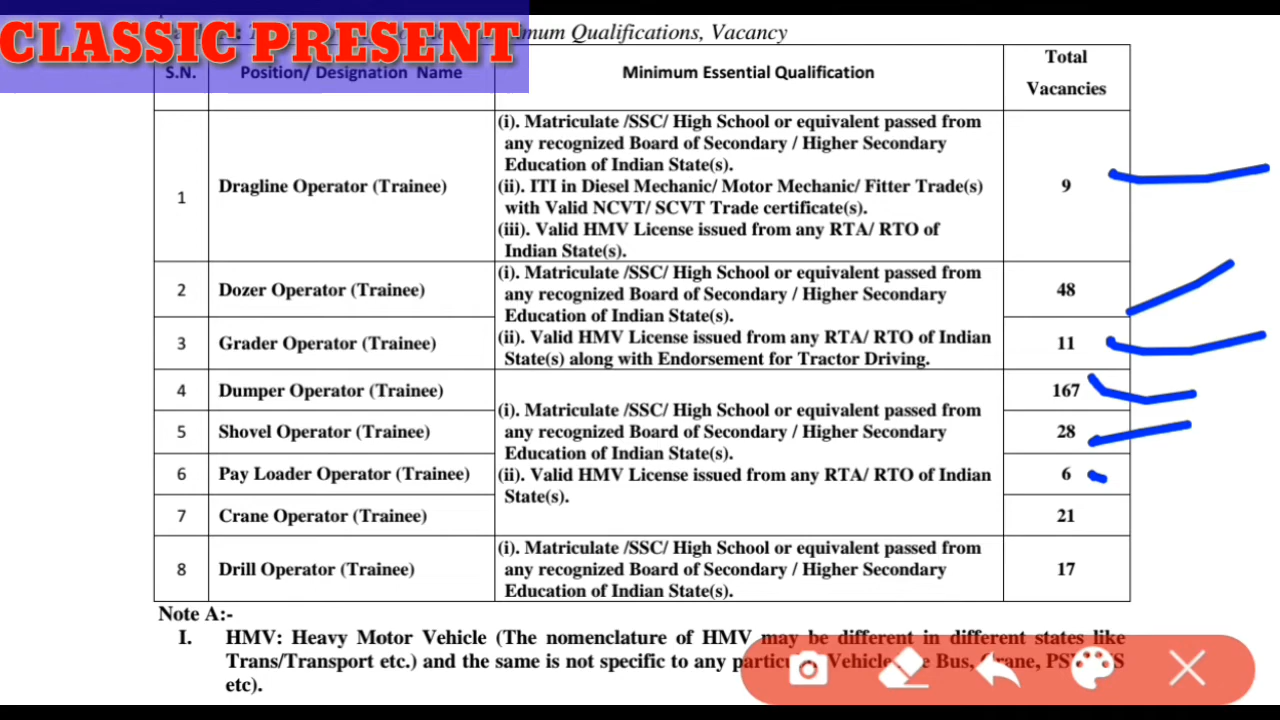 CLASSIC PRESENT
mum Qualifications, Vacancy
S.N. Position/ Designation Name Minimum Essential Qualification Total
Vacancies
1 Dragline Operator (Trainee) (i). Matriculate /SSC/ High School or equivalent passed from
any recognized Board of Secondary / Higher Secondary
Education of Indian State(s).
(ii). ITI in Diesel Mechanic/ Motor Mechanic/ Fitter Trade(s)
with Valid NCVT/ SCVT Trade certificate(s).
(iii). Valid HMV License issued from any RTA/ RTO of
Indian State(s).
9
2 Dozer Operator (Trainee) 48
3 Grader Operator (Trainee) 11
(i). Matriculate /SSC/ High School or equivalent passed from
any recognized Board of Secondary / Higher Secondary
Education of Indian State(s).
(ii). Valid HMV License issued from any RTA/ RTO of Indian
State(s) along with Endorsement for Tractor Driving.
4 Dumper Operator (Trainee) 167
5 Shovel Operator (Trainee) 28
6 Pay Loader Operator (Trainee) 6
7 Crane Operator (Trainee) 21
(i). Matriculate /SSC/ High School or equivalent passed from
any recognized Board of Secondary / Higher Secondary
Education of Indian State(s).
(ii). Valid HMV License issued from any RTA/ RTO of Indian
State(s).
8 Drill Operator (Trainee) (i). Matriculate /SSC/ High School or equivalent passed from
any recognized Board of Secondary / Higher Secondary
Education of Indian State(s).
17
Note A:-
I. HMV: Heavy Motor Vehicle (The nomenclature of HMV may be different in different states like
Trans/Transport etc.) and the same is not specific to any Vehicle Bus,
etc).